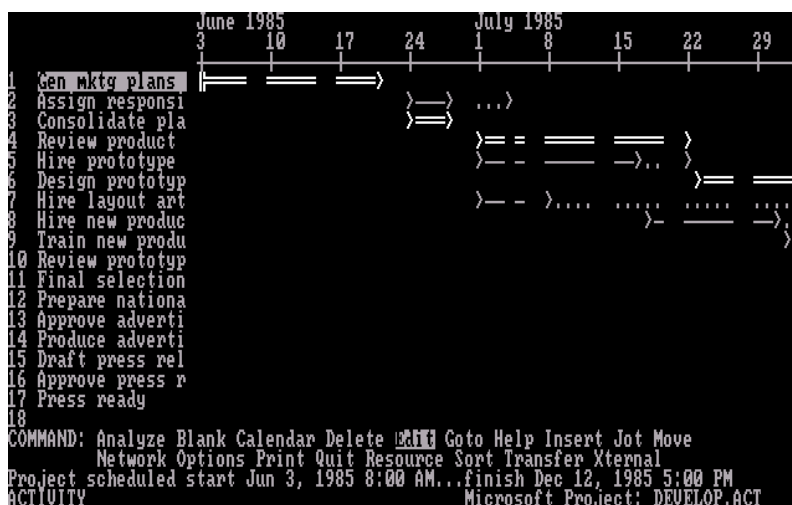 June 1985 July 1985
3 10 17 24 1 8 15 22 29
1 Gen mktg plans
2 Assign responsi
3 Consolidate pla
4 Review product
5 Hire prototype
6 Design prototyp
7 Hire layout art
8 Hire new produc
9 Train new produ
10 Review prototyp
11 Final selection
12 Prepare nationa
13 Approve adverti
14 Produce adverti
15 Draft press rel
16 Approve press r
17 Press ready
18
COMMAND: Analyze Blank Calendar Delete Edit Goto Help Insert Jot Move
Network Options Print Quit Resource Sort Transfer Xternal
Project scheduled start Jun 3, 1985 8:00 AM...finish Dec 12, 1985 5:00 PM
ACTIVITY Microsoft Project: DEVELOP.ACT